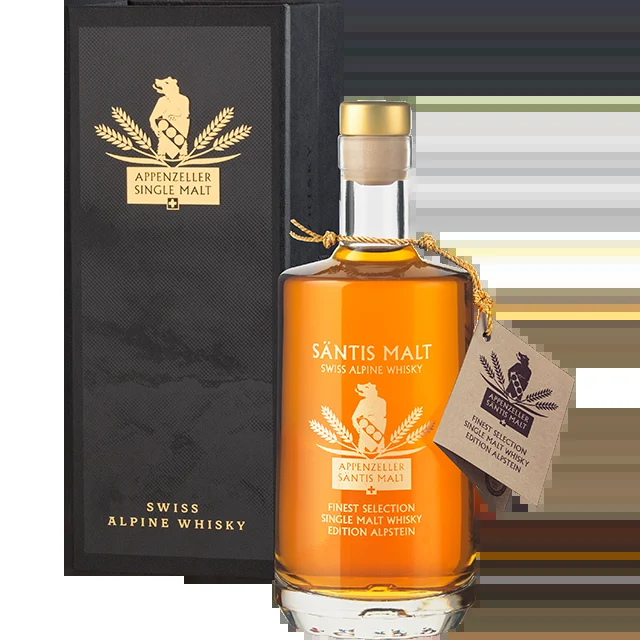 APPENZELLER
SINGLE MALT
SWISS
ALPINE WHISKY
SÄNTIS MALT
SWISS ALPINE WHISKY
APPENZELLER
SÄNTIS MALT
FINEST SELECTION
SINGLE MALT WHISKY
EDITION ALPSTEIN
APPENZELLER
SÄNTIS MALT
FINEST SELECTION
SINGLE MALT WHISKY
EDITION ALPSTEIN